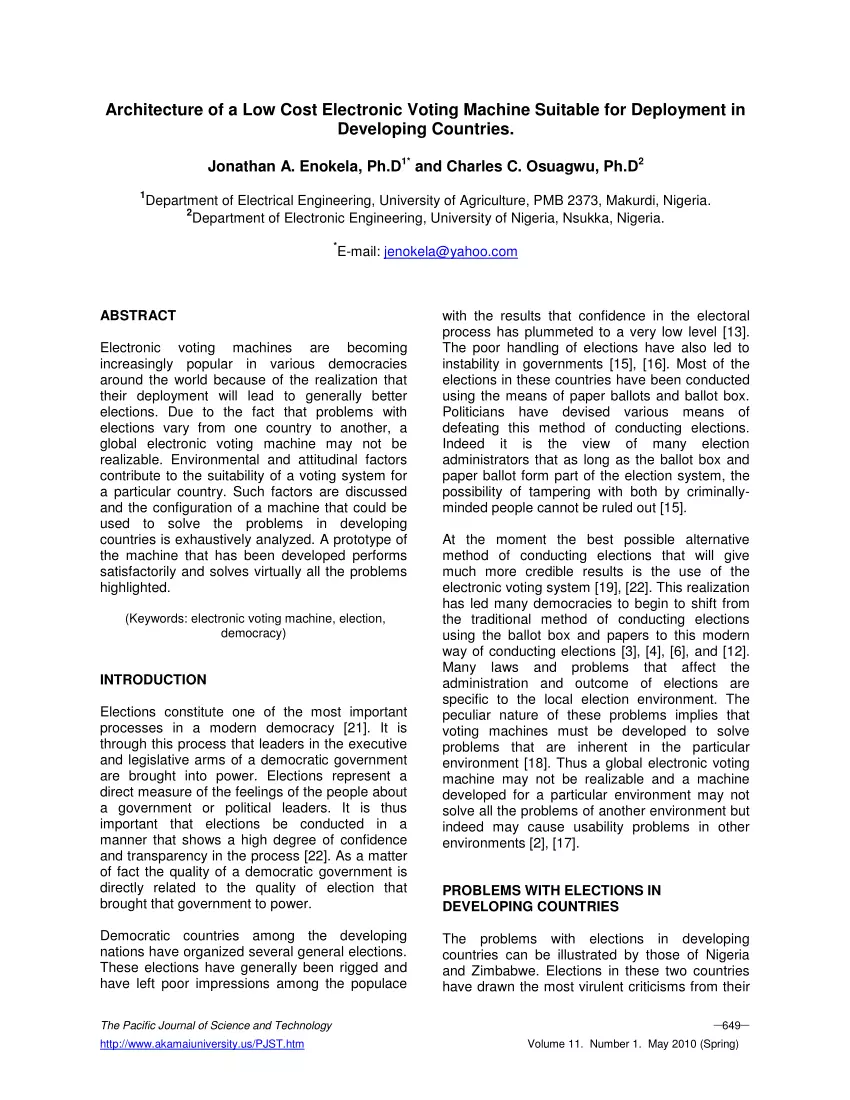 Architecture of a Low Cost Electronic Voting Machine Suitable for Deployment in
Developing Countries.
Jonathan A. Enokela, Ph.D1* and Charles C. Osuagwu, Ph.D2
1Department of Electrical Engineering, University of Agriculture, PMB 2373, Makurdi, Nigeria.
2Department of Electronic Engineering, University of Nigeria, Nsukka, Nigeria.
*E-mail: jenokela@yahoo.com
ABSTRACT
Electronic voting machines are becoming
increasingly popular in various democracies
around the world because of the realization that
their deployment will lead to generally better
elections. Due to the fact that problems with
elections vary from one country to another, a
global electronic voting machine may not be
realizable. Environmental and attitudinal factors
contribute to the suitability of a voting system for
a particular country. Such factors are discussed
and the configuration of a machine that could be
used to solve the problems in developing
countries is exhaustively analyzed. A prototype of
the machine that has been developed performs
satisfactorily and solves virtually all the problems
highlighted.
(Keywords: electronic voting machine, election,
democracy)
INTRODUCTION
Elections constitute one of the most important
processes in a modern democracy [21]. It is
through this process that leaders in the executive
and legislative arms of a democratic government
are brought into power. Elections represent a
direct measure of the feelings of the people about
a government or political leaders. It is thus
important that elections be conducted in a
manner that shows a high degree of confidence
and transparency in the process [22]. As a matter
of fact the quality of a democratic government is
directly related to the quality of election that
brought that government to power.
Democratic countries among the developing
nations have organized several general elections.
These elections have generally been rigged and
have left poor impressions among the populace
with the results that confidence in the electoral
process has plummeted to a very low level [13].
The poor handling of elections have also led to
instability in governments [15], [16]. Most of the
elections in these countries have been conducted
using the means of paper ballots and ballot box.
Politicians have devised various means of
defeating this method of conducting elections.
Indeed it is the view of many election
administrators that as long as the ballot box and
paper ballot form part of the election system, the
possibility of tampering with both by criminally-
minded people cannot be ruled out [15].
At the moment the best possible alternative
method of conducting elections that will give
much more credible results is the use of the
electronic voting system [19], [22]. This realization
has led many democracies to begin to shift from
the traditional method of conducting elections
using the ballot box and papers to this modern
way of conducting elections [3], [4], [6], and [12].
Many laws and problems that affect the
administration and outcome of elections are
specific to the local election environment. The
peculiar nature of these problems implies that
voting machines must be developed to solve
problems that are inherent in the particular
environment [18]. Thus a global electronic voting
machine may not be realizable and a machine
developed for a particular environment may not
solve all the problems of another environment but
indeed may cause usability problems in other
environments [2], [17].
PROBLEMS WITH ELECTIONS IN
DEVELOPING COUNTRIES
The problems with elections in developing
countries can be illustrated by those of Nigeria
and Zimbabwe. Elections in these two countries
have drawn the most virulent criticisms from their
The Pacific Journal of Science and Technology
http://www.akamaiuniversity.us/PJST.htm
—649—
Volume 11. Number 1. May 2010 (Spring)